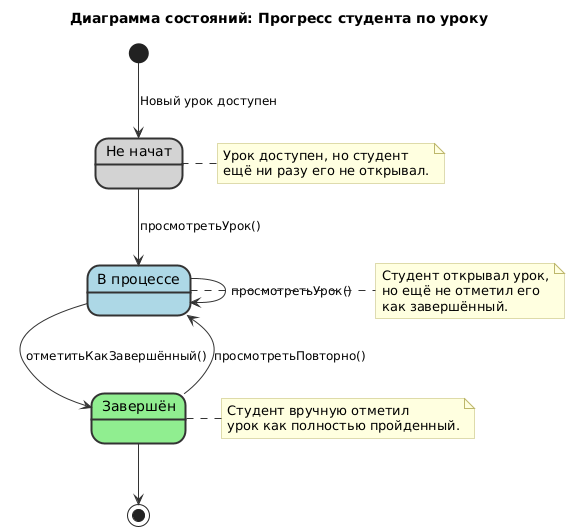 Диаграмма состояний: Прогресс студента по уроку
Новый урок доступен
Не начат
Урок доступен, но студент
ещё ни разу его не открывал.
просмотретьУрок()
В процессе
просмотретьУрок()
Студент открывал урок,
но ещё не отметил его
как завершённый.
отметитьКакЗавершённый()
просмотретьПовторно()
Завершён
Студент вручную отметил
урок как полностью пройденный.